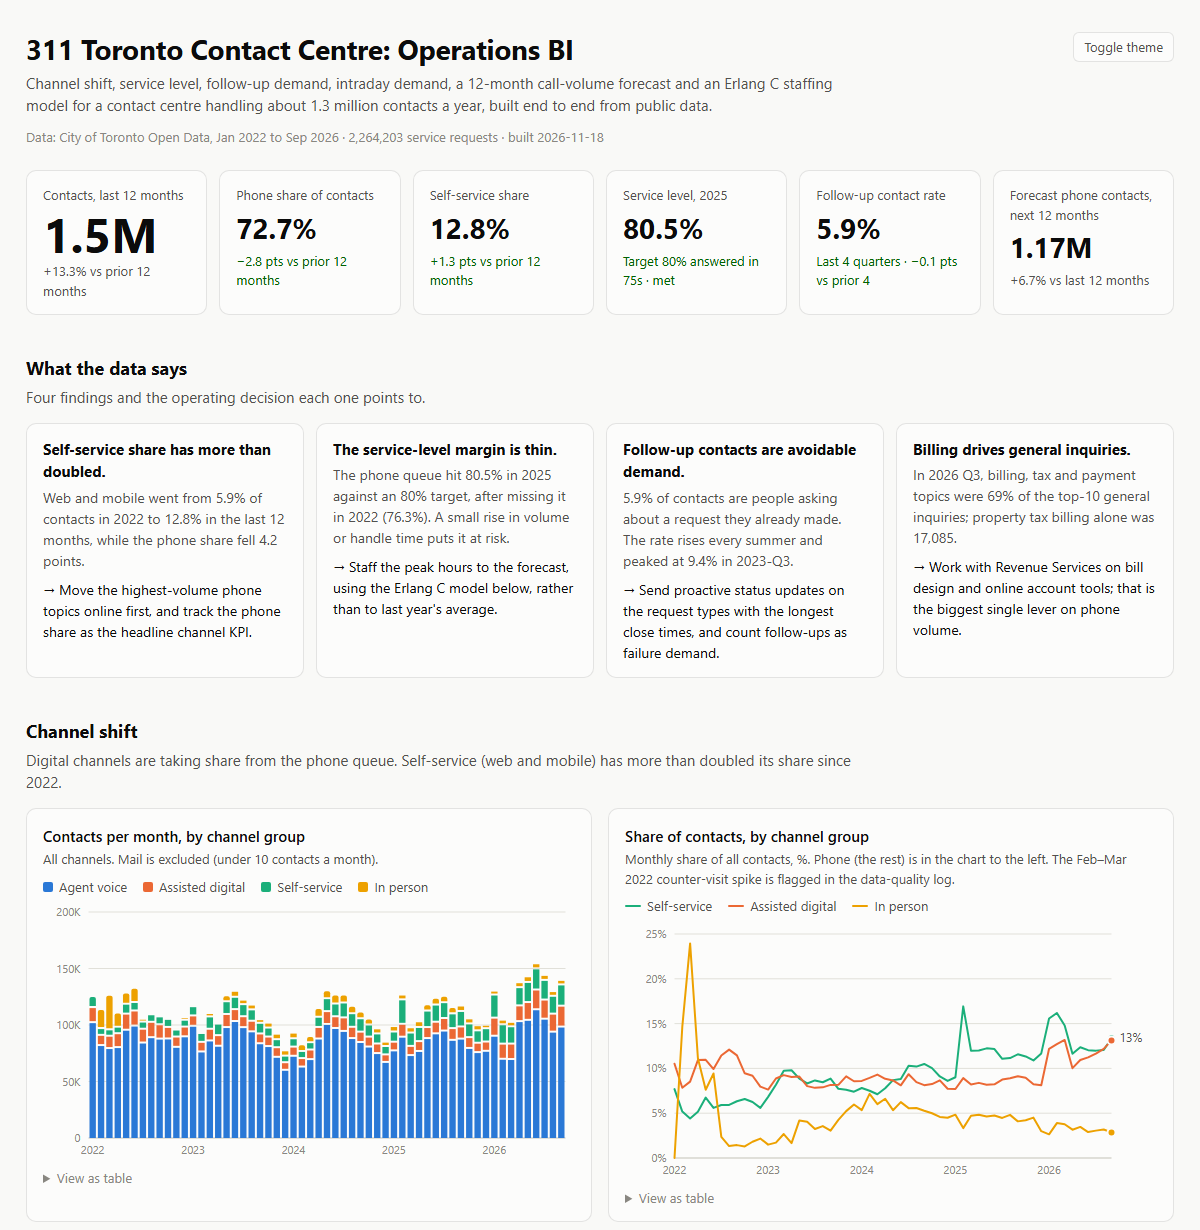 311 Toronto Contact Centre: Operations BI
Toggle theme
Channel shift, service level, follow-up demand, intraday demand, a 12-month call-volume forecast and an Erlang C staffing
model for a contact centre handling about 1.3 million contacts a year, built end to end from public data.
Data: City of Toronto Open Data, Jan 2022 to Sep 2026 · 2,264,203 service requests · built 2026-11-18
Contacts, last 12 months
1.5M
+13.3% vs prior 12
months
Phone share of contacts
72.7%
−2.8 pts vs prior 12
months
Self-service share
12.8%
+1.3 pts vs prior 12
months
Service level, 2025
80.5%
Target 80% answered in
75s · met
Follow-up contact rate
5.9%
Last 4 quarters · −0.1 pts
vs prior 4
Forecast phone contacts,
next 12 months
1.17M
+6.7% vs last 12 months
What the data says
Four findings and the operating decision each one points to.
Self-service share has more than
doubled.
Web and mobile went from 5.9% of
contacts in 2022 to 12.8% in the last 12
months, while the phone share fell 4.2
points.
→ Move the highest-volume phone
topics online first, and track the phone
share as the headline channel KPI.
The service-level margin is thin.
The phone queue hit 80.5% in 2025
against an 80% target, after missing it
in 2022 (76.3%). A small rise in volume
or handle time puts it at risk.
→ Staff the peak hours to the forecast,
using the Erlang C model below, rather
than to last year's average.
Follow-up contacts are avoidable
demand.
5.9% of contacts are people asking
about a request they already made.
The rate rises every summer and
peaked at 9.4% in 2023-Q3.
→ Send proactive status updates on
the request types with the longest
close times, and count follow-ups as
failure demand.
Billing drives general inquiries.
In 2026 Q3, billing, tax and payment
topics were 69% of the top-10 general
inquiries; property tax billing alone was
17,085.
→ Work with Revenue Services on bill
design and online account tools; that is
the biggest single lever on phone
volume.
Channel shift
Digital channels are taking share from the phone queue. Self-service (web and mobile) has more than doubled its share since
2022.
Contacts per month, by channel group
All channels. Mail is excluded (under 10 contacts a month).
Agent voice
Assisted digital
Self-service
In person
200K
150K
100K
50K
0
2022
2023
2024
2025
2026
▶ View as table
Share of contacts, by channel group
Monthly share of all contacts, %. Phone (the rest) is in the chart to the left. The Feb–Mar
2022 counter-visit spike is flagged in the data-quality log.
Self-service
Assisted digital
In person
25%
20%
15%
10%
5%
0%
13%
2022
2023
2024
2025
2026
▶ View as table